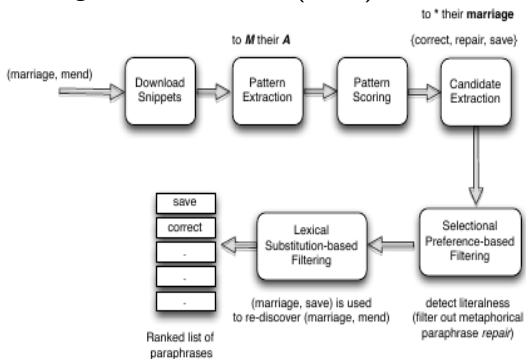 to * their marriage
to M their A
{correct, repair, save}
(marriage, mend)
Download
Snippets
Pattern
Extraction
Pattern
Scoring
Candidate
Extraction
save
correct
.
.
.
Lexical
Substitution-based
Filtering
Selectional
Preference-based
Filtering
(marriage, save) is used
to re-discover (marriage, mend)
detect literalness
(filter out metaphorical
paraphrase repair)
Ranked list of
paraphrases